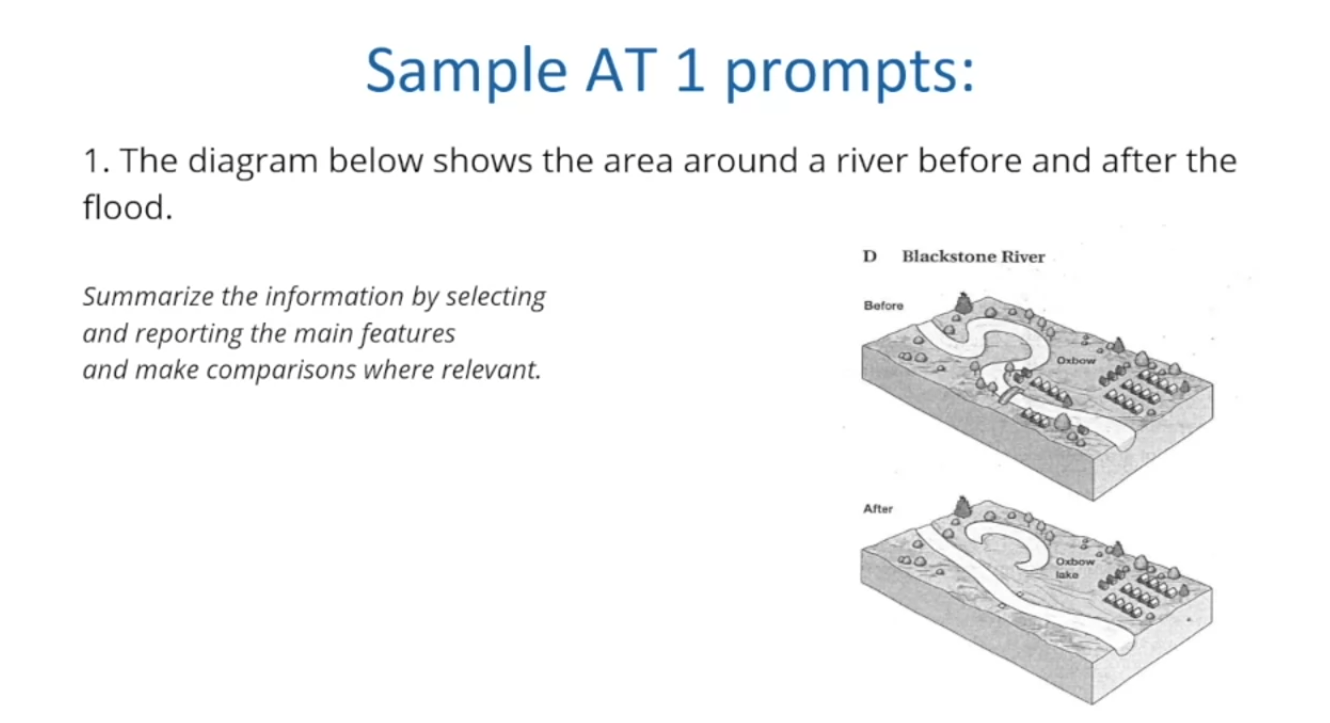 Sample AT 1 prompts:
1. The diagram below shows the area around a river before and after the
flood.
Summarize the information by selecting
and reporting the main features
and make comparisons where relevant.
D Blackstone River
Before
Oxbow
After
Oxbow
lake